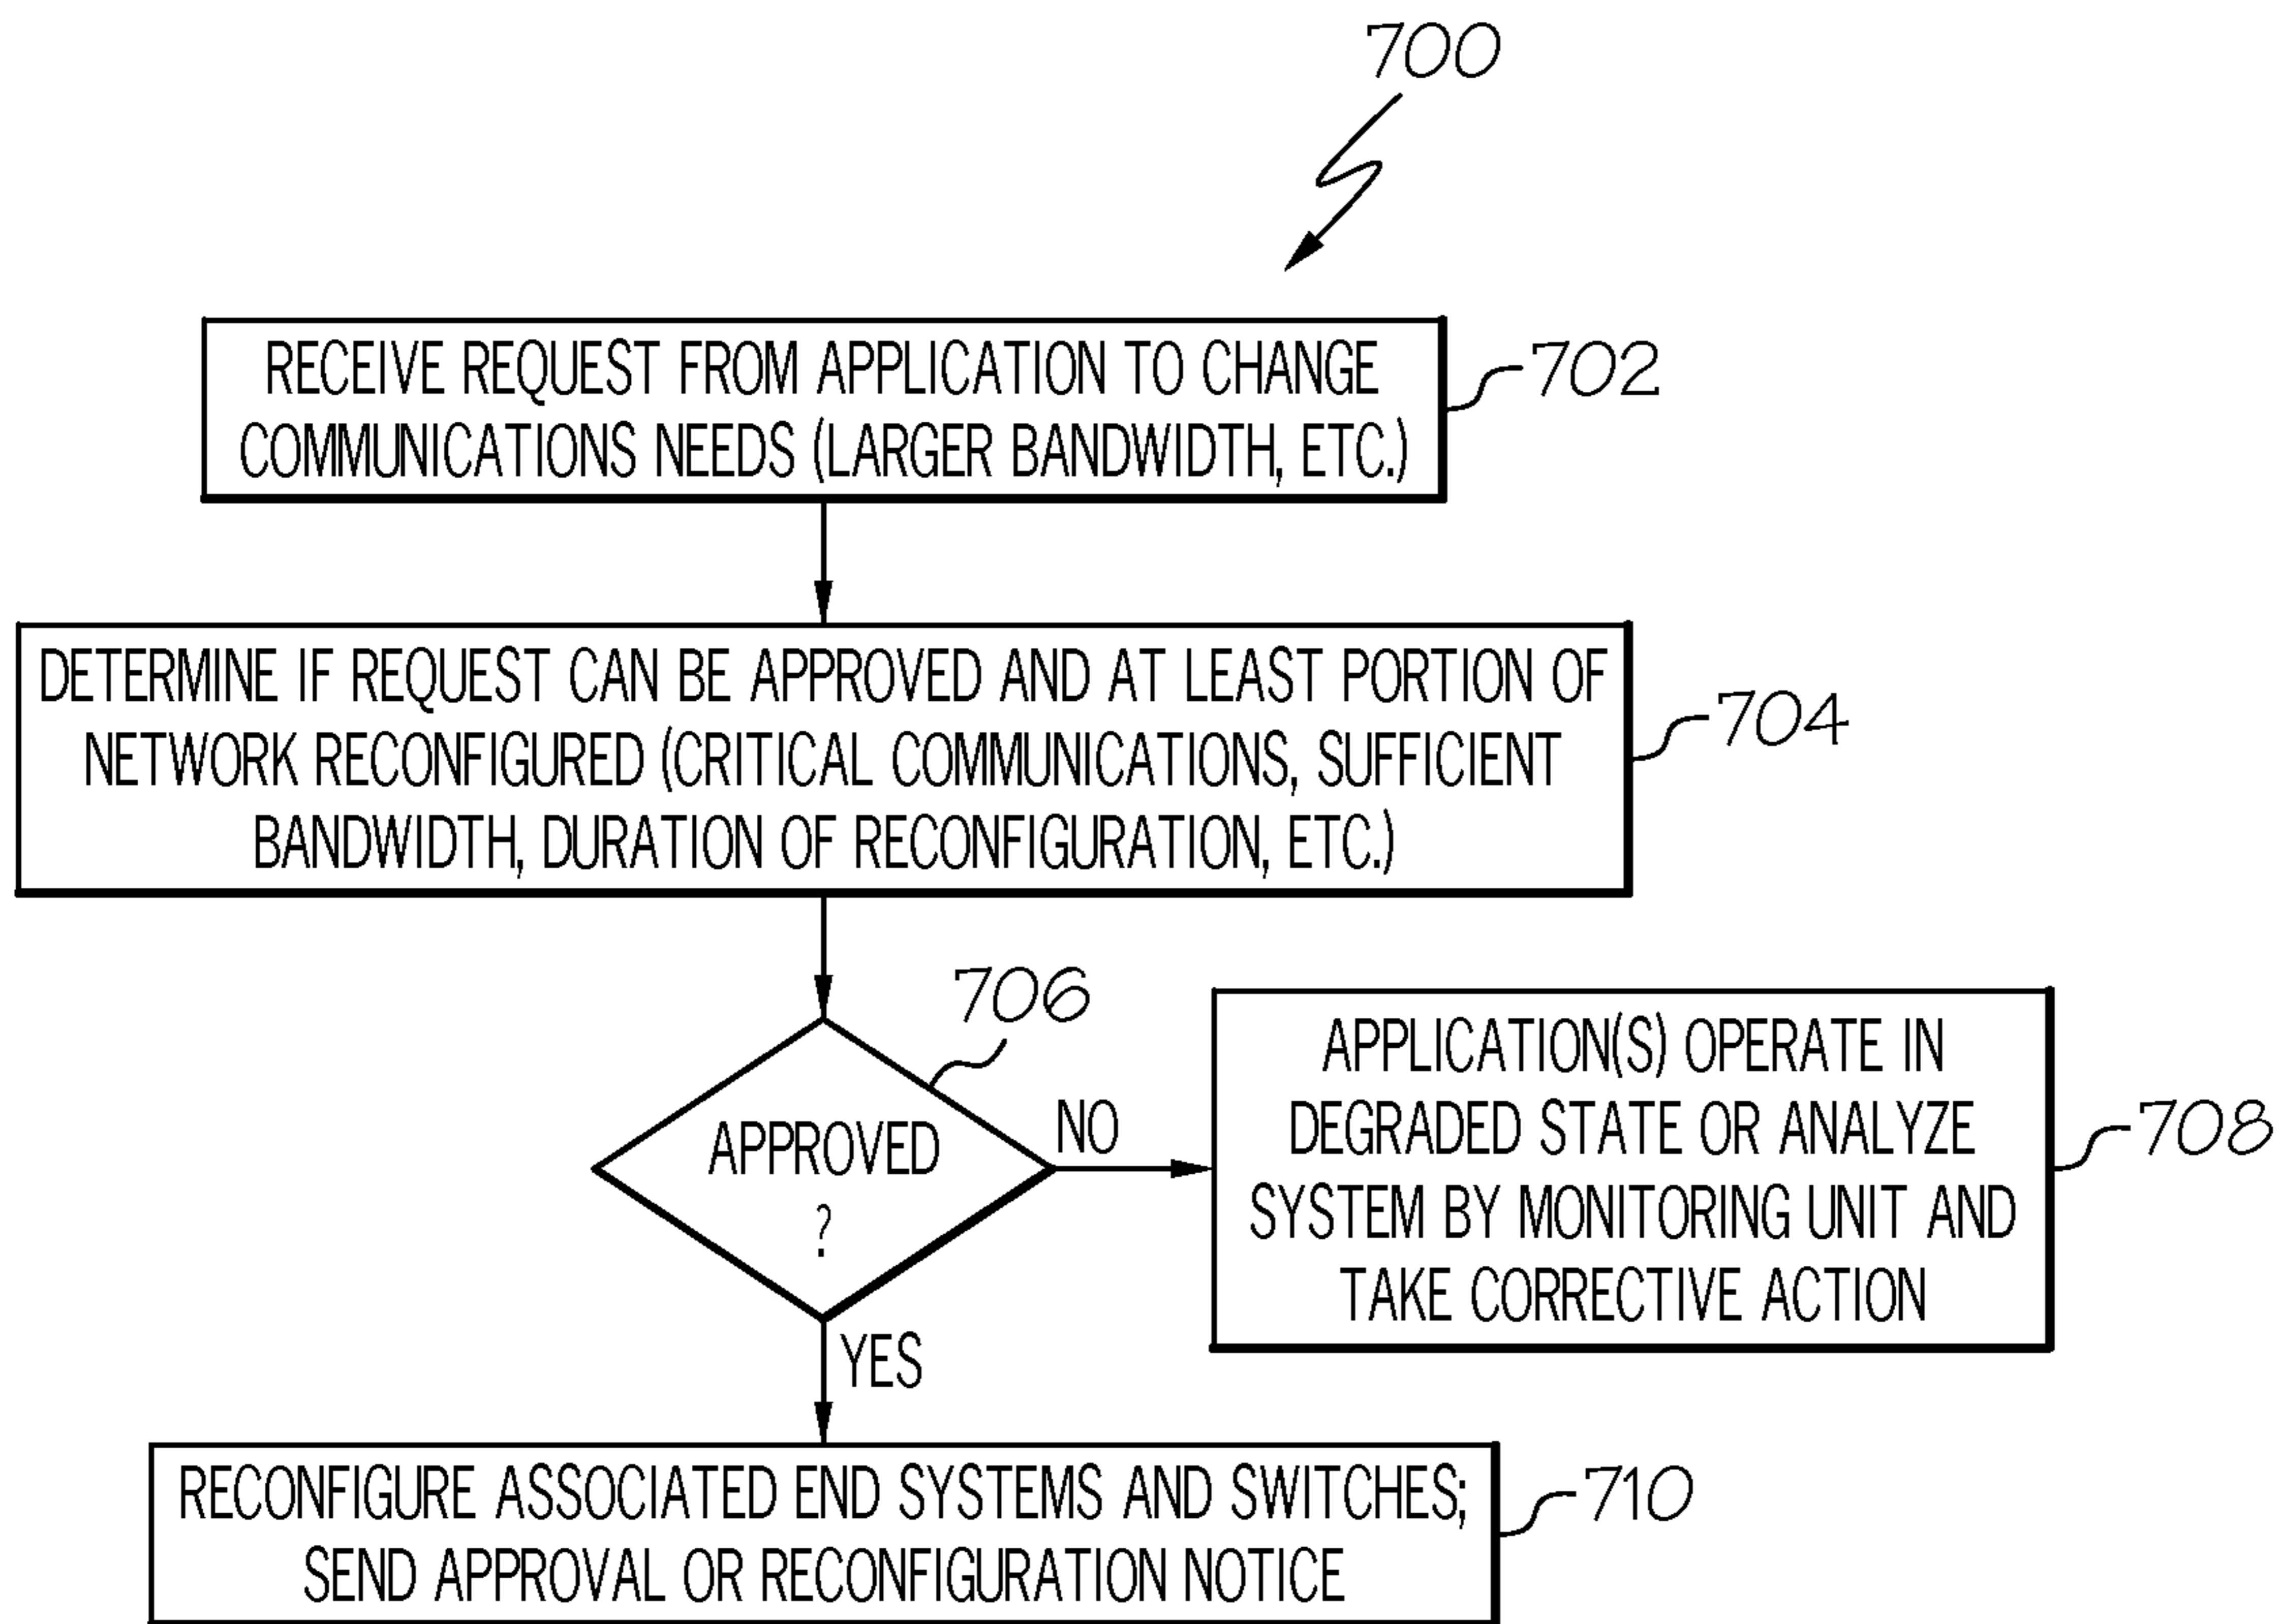 700
RECEIVE REQUEST FROM APPLICATION TO CHANGE
COMMUNICATIONS NEEDS (LARGER BANDWIDTH, ETC.)
702
DETERMINE IF REQUEST CAN BE APPROVED AND AT LEAST PORTION OF
NETWORK RECONFIGURED (CRITICAL COMMUNICATIONS, SUFFICIENT
BANDWIDTH, DURATION OF RECONFIGURATION, ETC.)
704
706
APPROVED
?
NO
APPLICATION(S) OPERATE IN
DEGRADED STATE OR ANALYZE
SYSTEM BY MONITORING UNIT AND
TAKE CORRECTIVE ACTION
708
YES
RECONFIGURE ASSOCIATED END SYSTEMS AND SWITCHES;
SEND APPROVAL OR RECONFIGURATION NOTICE
710